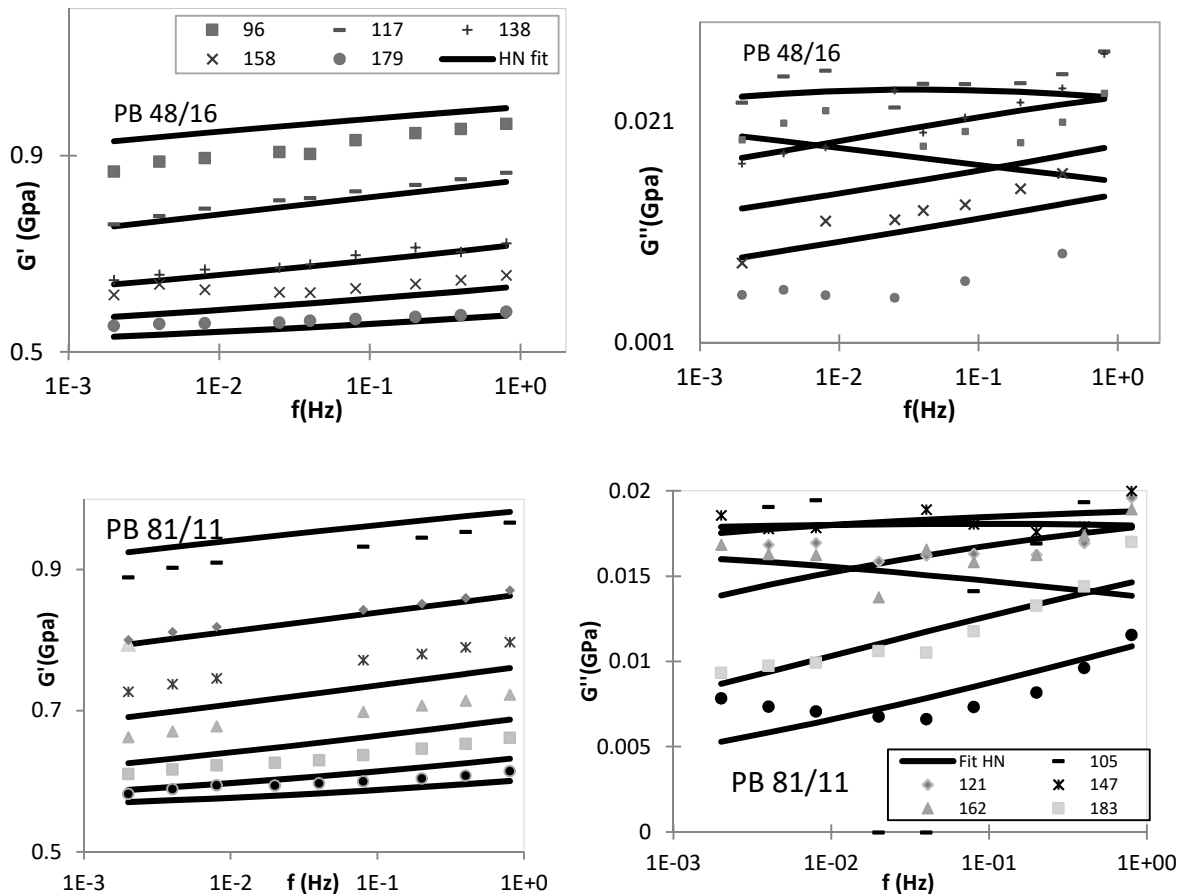 96 117 138
158 179 HN fit
PB 48/16
0.9
0.5
G' (Gpa)
1E-3 1E-2 1E-1 1E+0
f(Hz)
PB 48/16
0.021
0.001
G''(Gpa)
1E-3 1E-2 1E-1 1E+0
f(Hz)
PB 81/11
0.9
0.7
0.5
G'(GPa)
1E-3 1E-2 1E-1 1E+0
f (Hz)
0.02
0.015
0.01
0.005
0
G''(GPa)
PB 81/11
Fit HN 105
121 147
162 183
1E-03 1E-02 1E-01 1E+00
f (Hz)